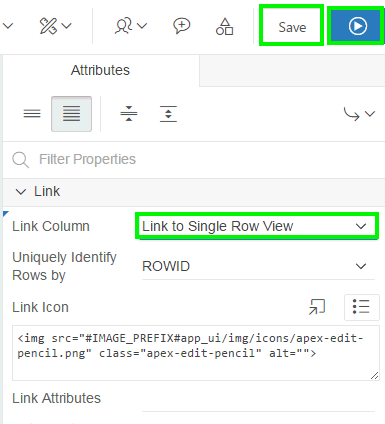 Save
Attributes
Filter Properties
Link
Link Column
Link to Single Row View
Uniquely Identify
Rows by
ROWID
Link Icon
<img src="#IMAGE_PREFIX#app_ui/img/icons/apex-edit-
pencil.png" class="apex-edit-pencil" alt="">
Link Attributes